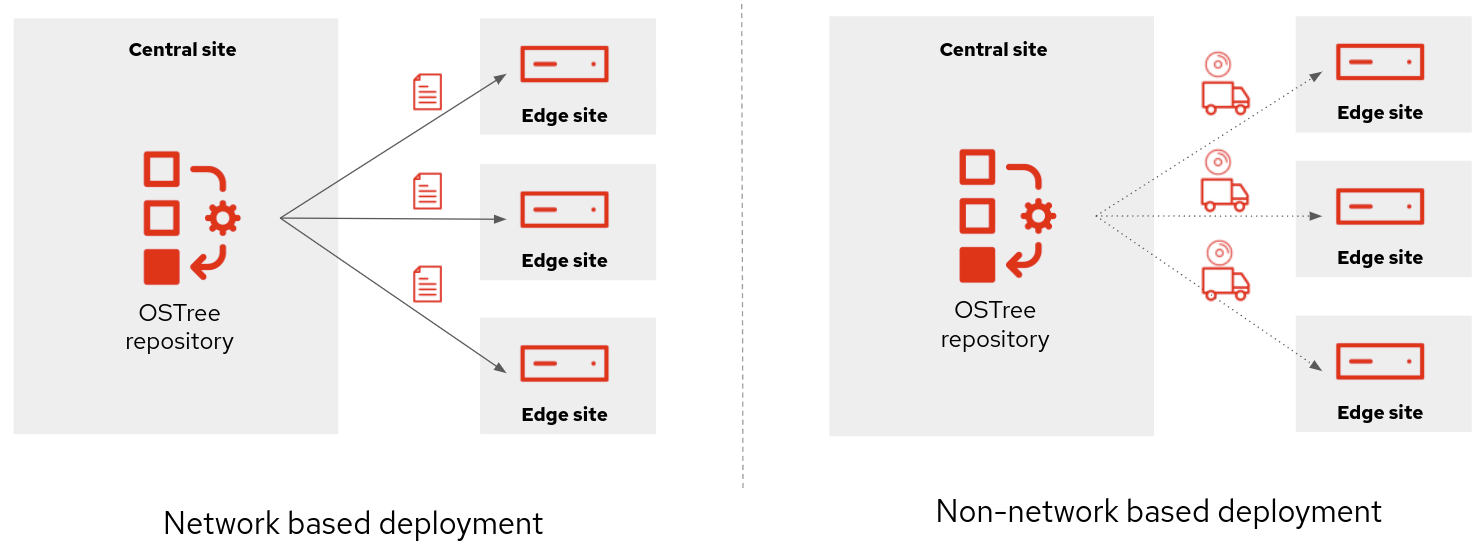 Central site
Edge site
Edge site
OSTree
repository
Edge site
Network based deployment
Central site
Edge site
Edge site
OSTree
repository
Edge site
Non-network based deployment